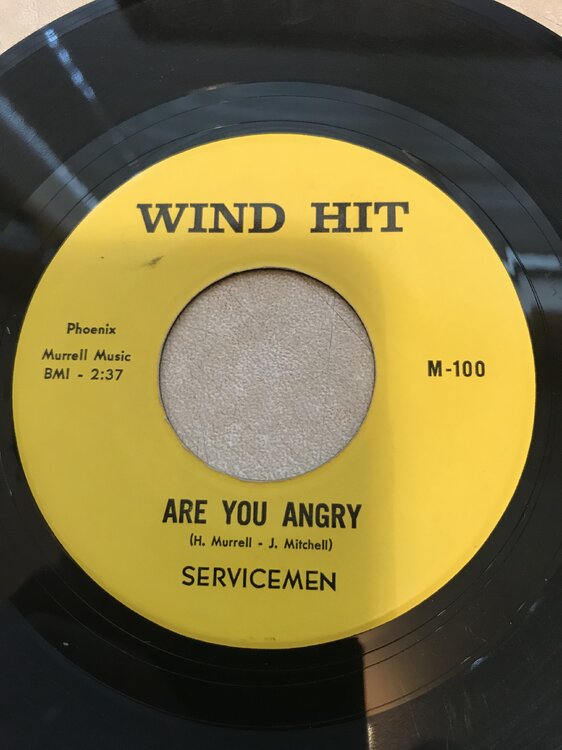 WIND HIT
Phoenix
Murrell Music
BMI - 2:37
M-100
ARE YOU ANGRY
(H. Murrell - J. Mitchell)
SERVICEMEN